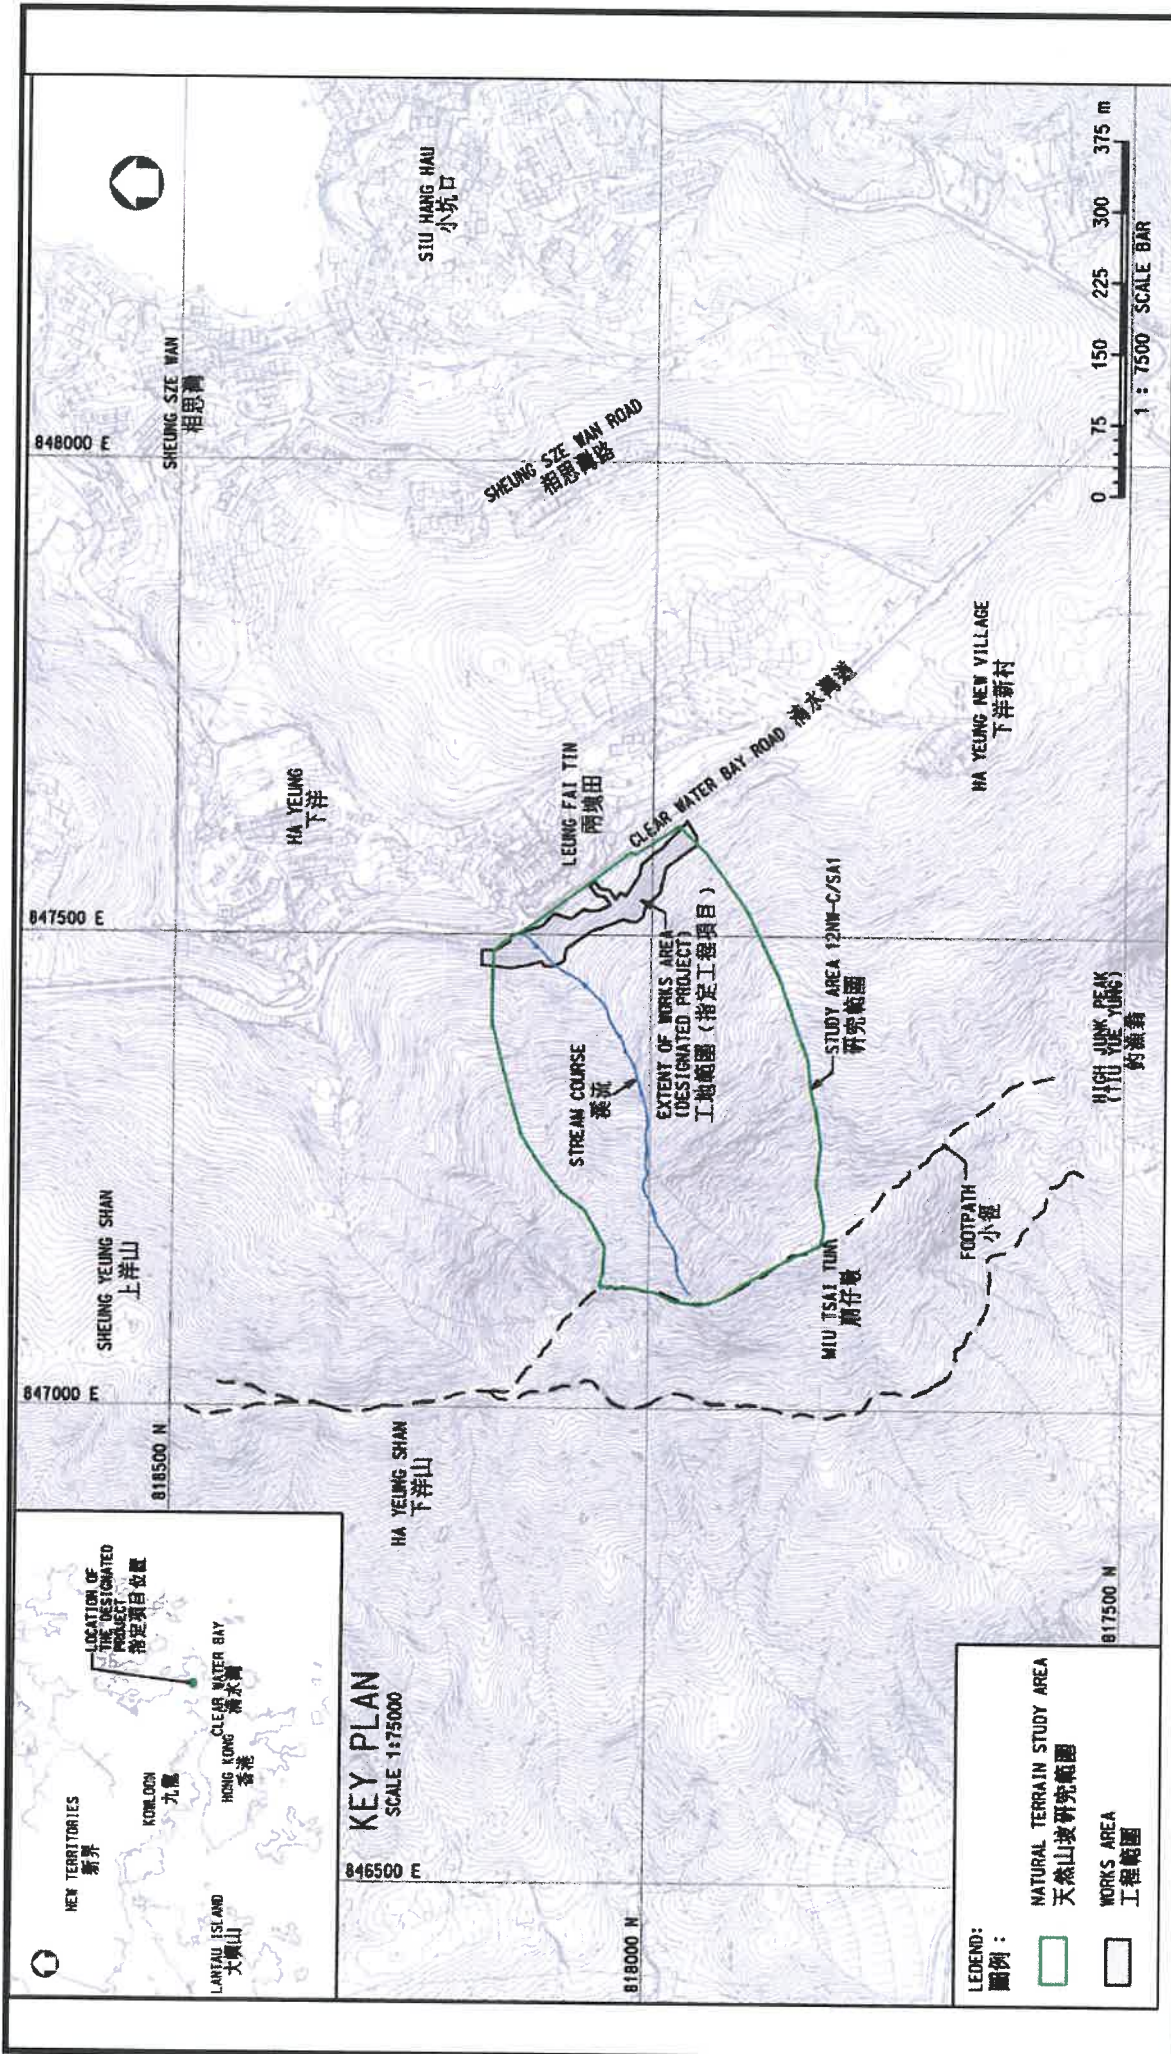 NEW TERRITORIES
新界
KOWLOON
九龍
LANTAU ISLAND
大嶼山
HONG KONG
香港
CLEAR WATER BAY
清水灣
LOCATION OF
THE DESIGNATED
PROJECT
指定項目位置
KEY PLAN
SCALE 1:75000
846500 E
847000 E
847500 E
848000 E
818500 N
818000 N
817500 N
SHEUNG YEUNG SHAN
上洋山
HA YEUNG SHAN
下洋山
HA YEUNG
下洋
SHEUNG SZE WAN
相思灣
SIU HANG HAU
小坑口
SHEUNG SZE WAN ROAD
相思灣路
LEUNG FAI TIN
兩塊田
CLEAR WATER BAY ROAD 清水灣道
STREAM COURSE
溪流
EXTENT OF WORKS AREA
(DESIGNATED PROJECT)
工地範圍 (指定工程項目)
STUDY AREA 12NW-C/SA1
研究範圍
MIU TSAI TUN
廟仔墩
FOOTPATH
小徑
HA YEUNG NEW VILLAGE
下洋新村
HIGH JUNK PEAK
(TIU YUE YUNG)
釣魚翁
LEDEND:
圖例 :
NATURAL TERRAIN STUDY AREA
天然山坡研究範圍
WORKS AREA
工程範圍
0 75 150 225 300 375 m
1 : 7500 SCALE BAR